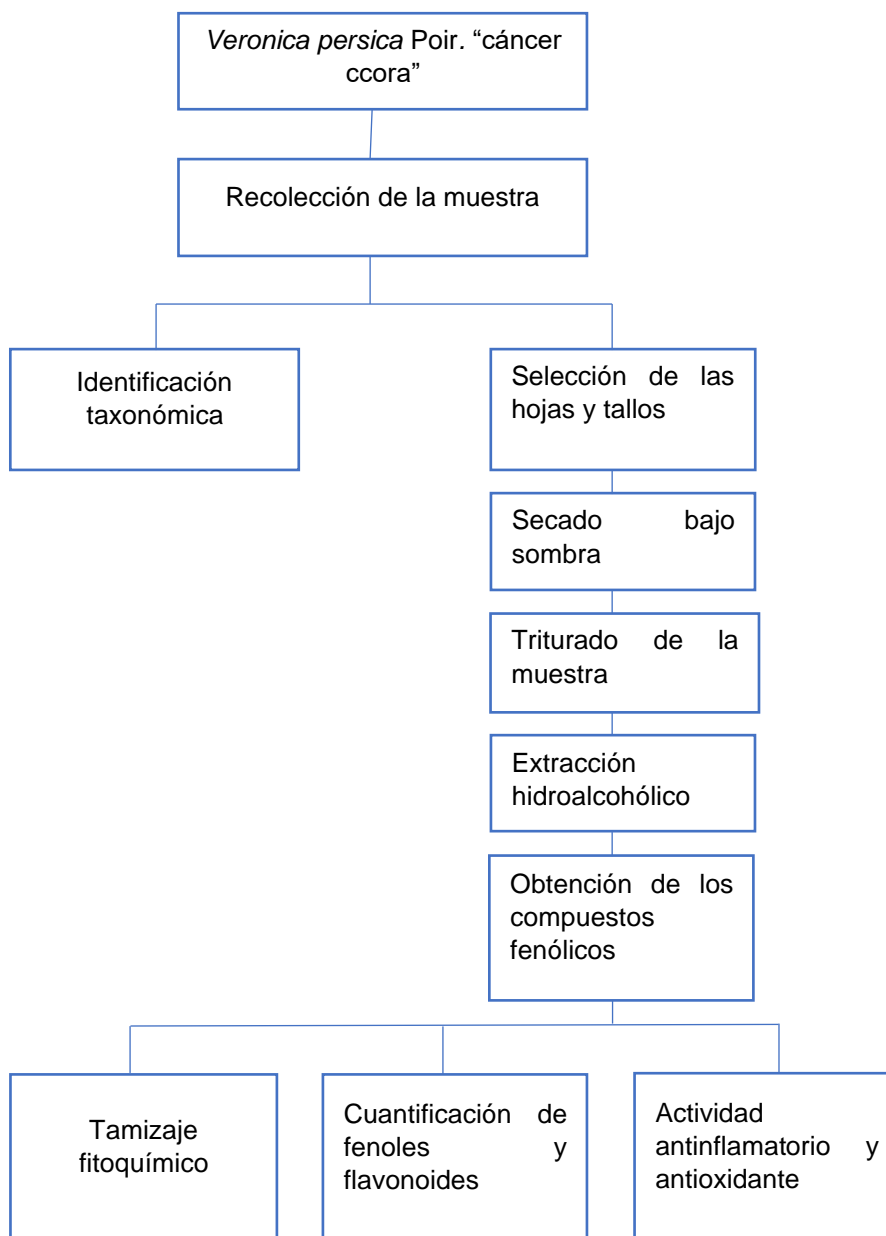 Veronica persica Poir. “cáncer
ccora”
Recolección de la muestra
Identificación
taxonómica
Selección de las
hojas y tallos
Secado bajo
sombra
Triturado de la
muestra
Extracción
hidroalcohólico
Obtención de los
compuestos
fenólicos
Tamizaje
fitoquímico
Cuantificación de
fenoles y
flavonoides
Actividad
antinflamatorio y
antioxidante